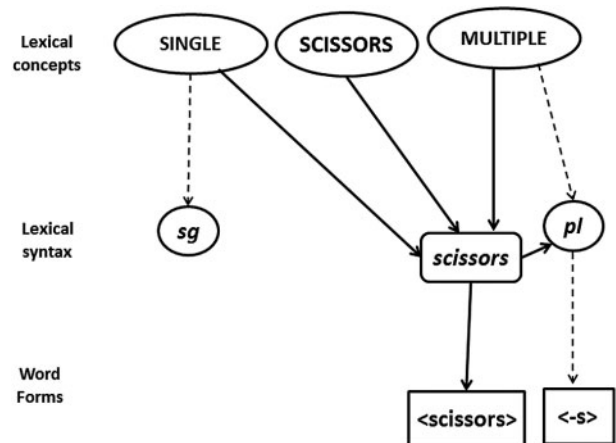 Lexical
concepts
SINGLE
SCISSORS
MULTIPLE
Lexical
syntax
sg
scissors
pl
Word
Forms
<scissors>
<-s>